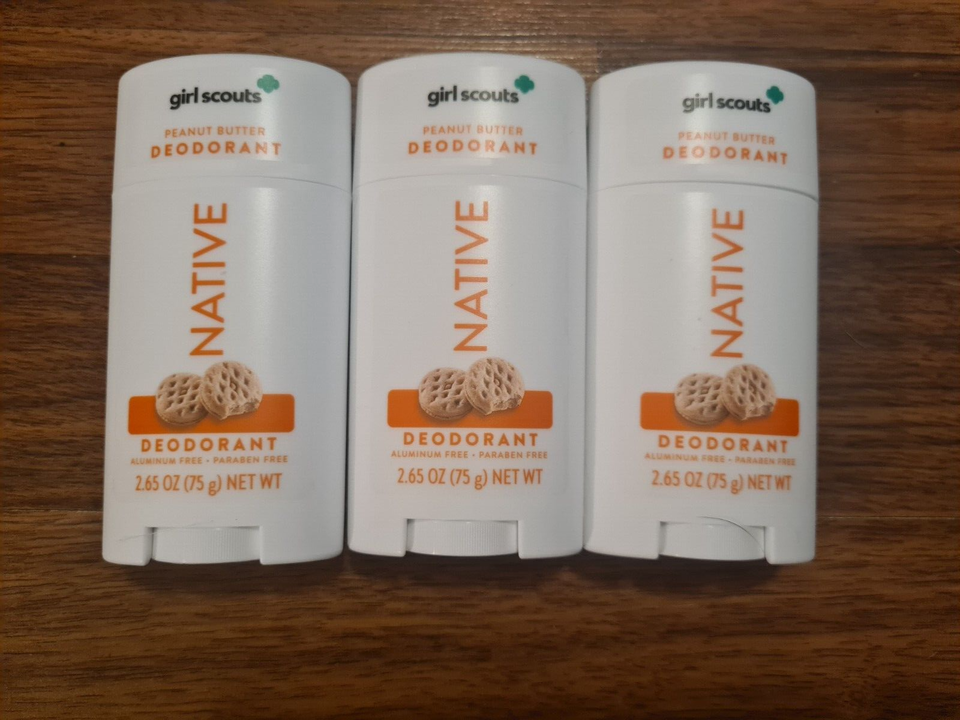 girl scouts
PEANUT BUTTER
DEODORANT
NATIVE
DEODORANT
ALUMINUM FREE • PARABEN FREE
2.65 OZ (75 g) NET WT
girl scouts
PEANUT BUTTER
DEODORANT
NATIVE
DEODORANT
ALUMINUM FREE • PARABEN FREE
2.65 OZ (75 g) NET WT
girl scouts
PEANUT BUTTER
DEODORANT
NATIVE
DEODORANT
ALUMINUM FREE • PARABEN FREE
2.65 OZ (75 g) NET WT